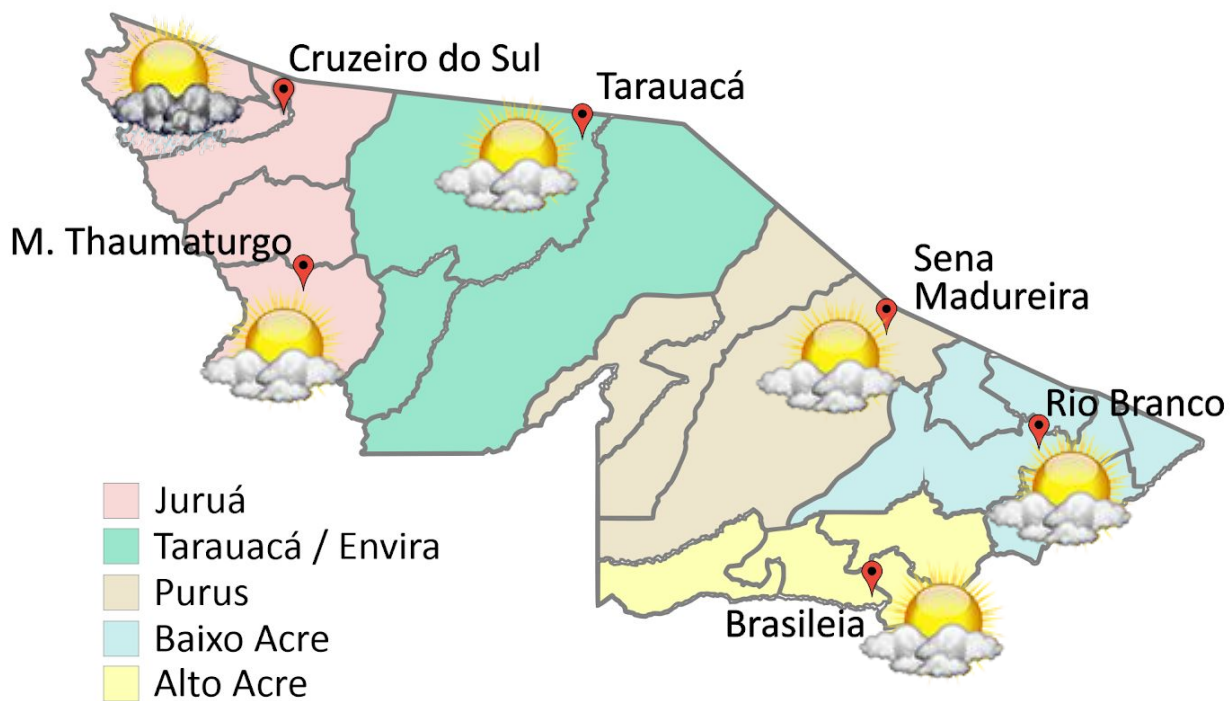 Cruzeiro do Sul
Tarauacá
M. Thaumaturgo
Sena
Madureira
Rio Branco
Brasileia
Juruá
Tarauacá / Envira
Purus
Baixo Acre
Alto Acre